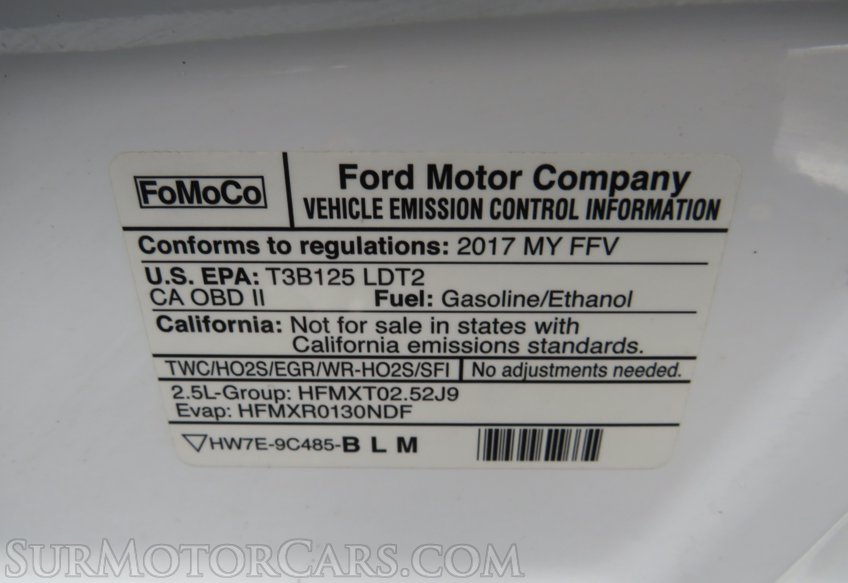 FoMoCo
Ford Motor Company
VEHICLE EMISSION CONTROL INFORMATION
Conforms to regulations: 2017 MY FFV
U.S. EPA: T3B125 LDT2
CA OBD II Fuel: Gasoline/Ethanol
California: Not for sale in states with
California emissions standards.
TWC/HO2S/EGR/WR-HO2S/SFI No adjustments needed.
2.5L-Group: HFMXT02.52J9
Evap: HFMXR0130NDF
HW7E-9C485-B L M
SurMotorCars.com